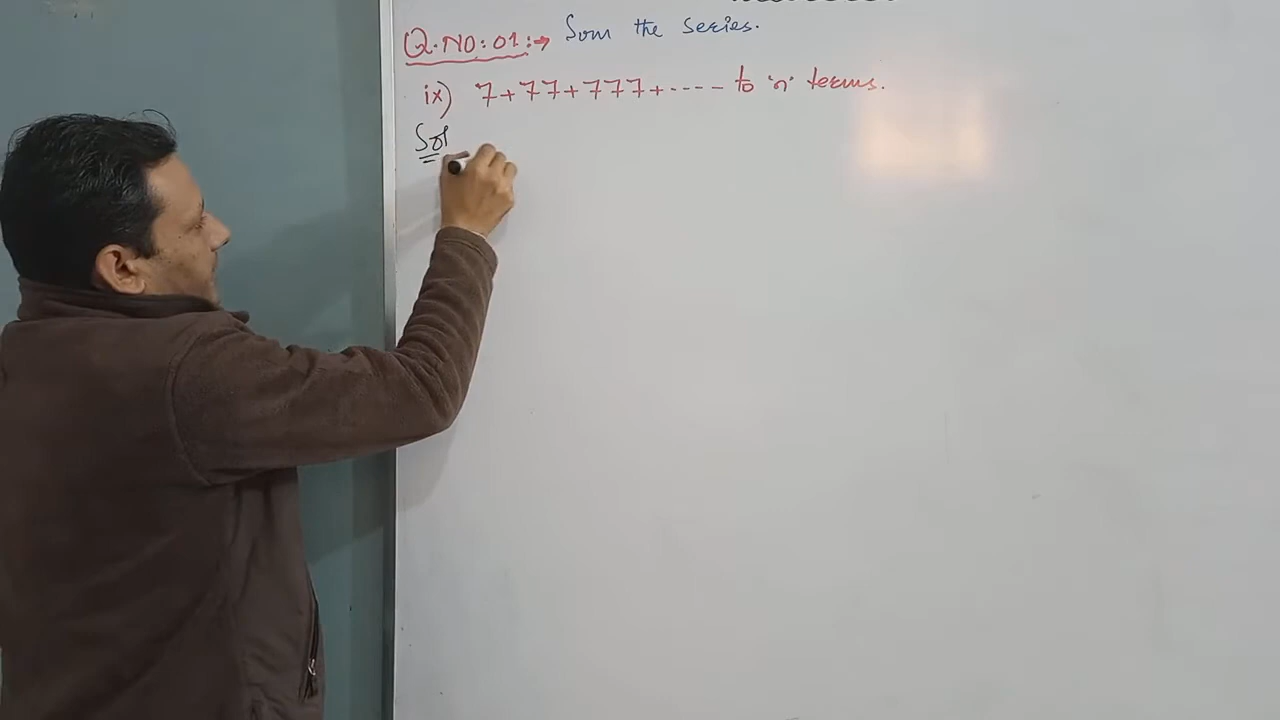 Q.NO:01:→ Sum the series.
ix) 7+77+777+---- to 'n' terms.
Sol